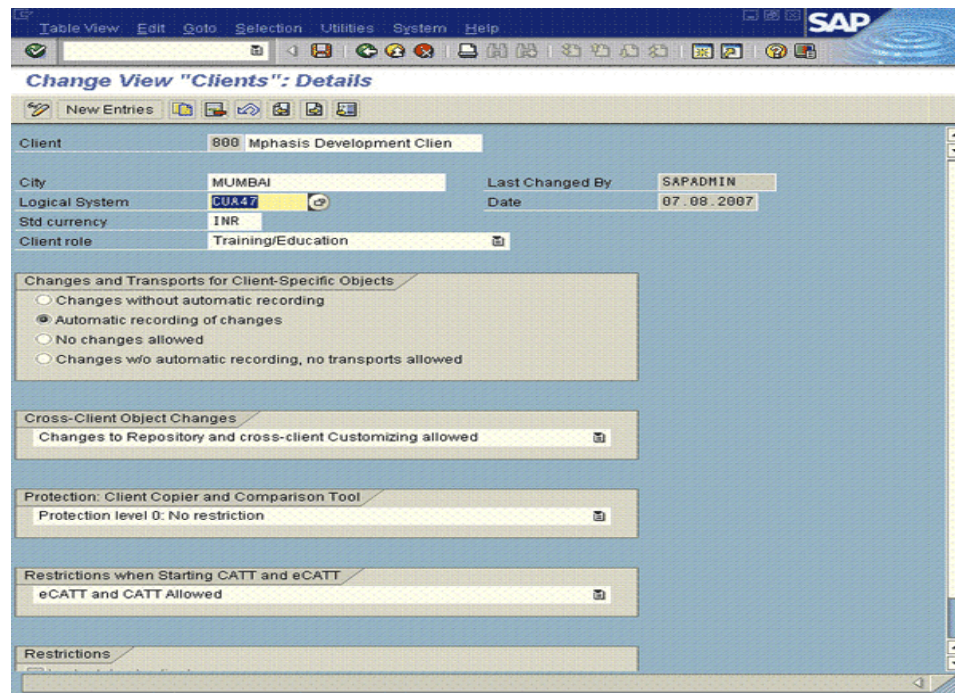 Table View Edit Goto Selection Utilities System Help
SAP
Change View "Clients": Details
New Entries
Client 800 Mphasis Development Clien
City MUMBAI Last Changed By SAPADMIN
Logical System CUA47 Date 07.08.2007
Std currency INR
Client role Training/Education
Changes and Transports for Client-Specific Objects
Changes without automatic recording
Automatic recording of changes
No changes allowed
Changes w/o automatic recording, no transports allowed
Cross-Client Object Changes
Changes to Repository and cross-client Customizing allowed
Protection: Client Copier and Comparison Tool
Protection level 0: No restriction
Restrictions when Starting CATT and eCATT
eCATT and CATT Allowed
Restrictions